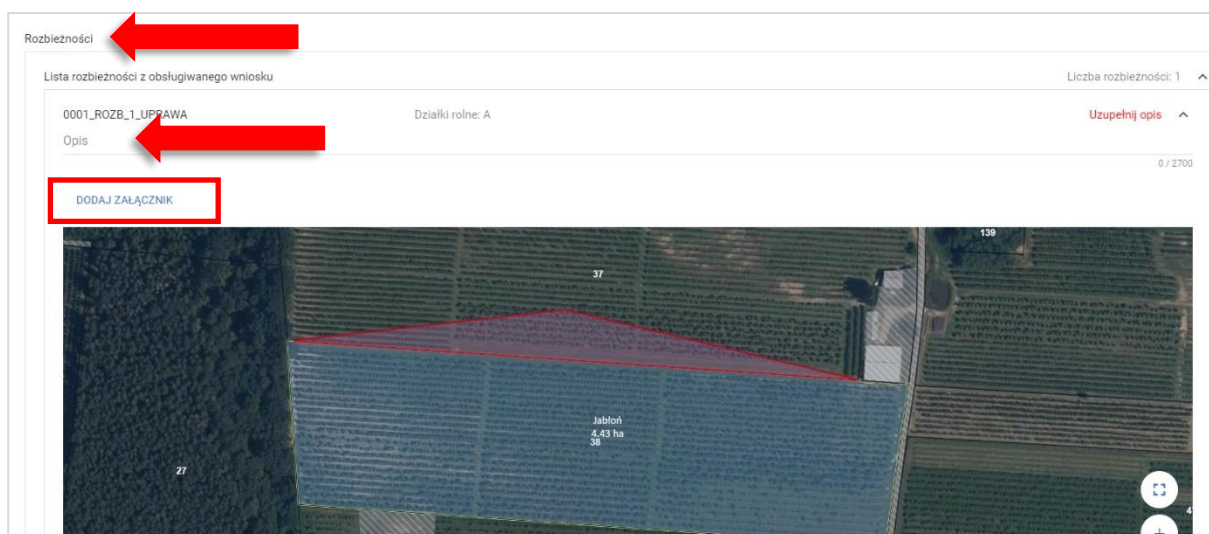 Rozbieżności
Lista rozbieżności z obsługiwanego wniosku
Liczba rozbieżności: 1
0001_ROZB_1_UPRAWA
Działki rolne: A
Uzupełnij opis
Opis
0 / 2700
DODAJ ZAŁĄCZNIK
139
37
Jabłoń
4.43 ha
38
27